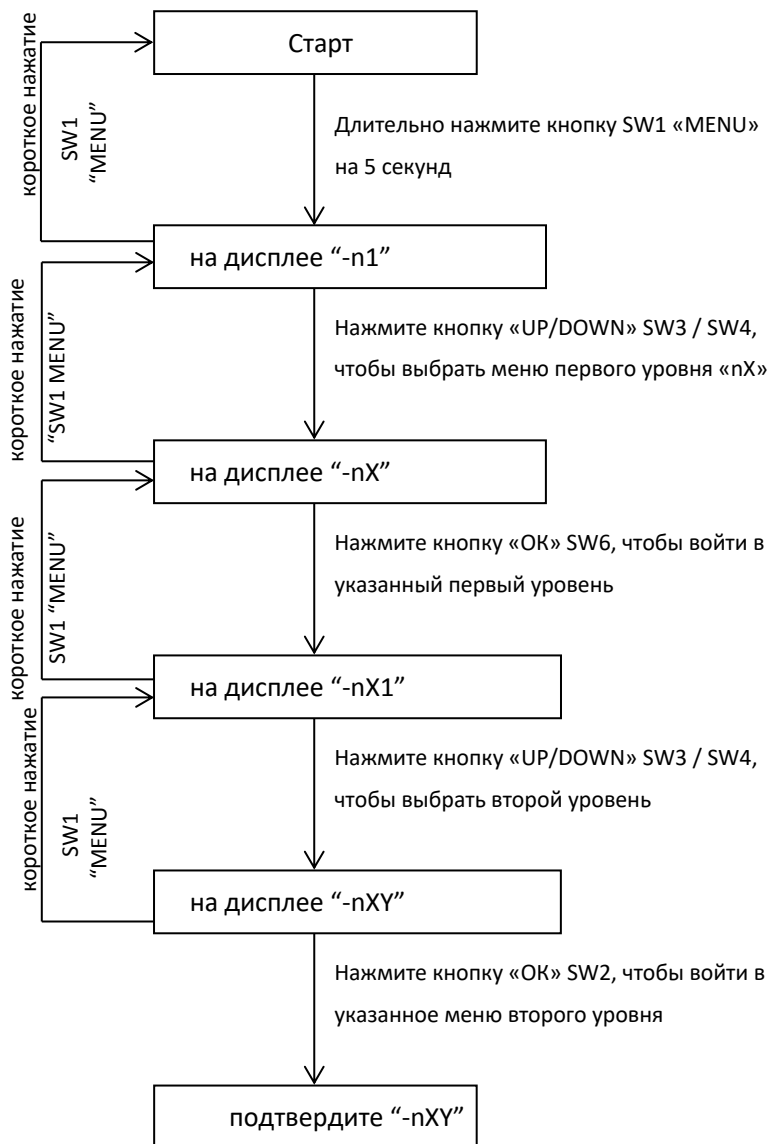 Старт
короткое нажатие
SW1
“MENU”
Длительно нажмите кнопку SW1 «MENU»
на 5 секунд
на дисплее “-n1”
короткое нажатие
“SW1 MENU”
Нажмите кнопку «UP/DOWN» SW3 / SW4,
чтобы выбрать меню первого уровня «nX»
на дисплее “-nX”
короткое нажатие
SW1 “MENU”
Нажмите кнопку «ОК» SW6, чтобы войти в
указанный первый уровень
на дисплее “-nX1”
короткое нажатие
SW1
“MENU”
Нажмите кнопку «UP/DOWN» SW3 / SW4,
чтобы выбрать второй уровень
на дисплее “-nXY”
Нажмите кнопку «ОК» SW2, чтобы войти в
указанное меню второго уровня
подтвердите “-nXY”